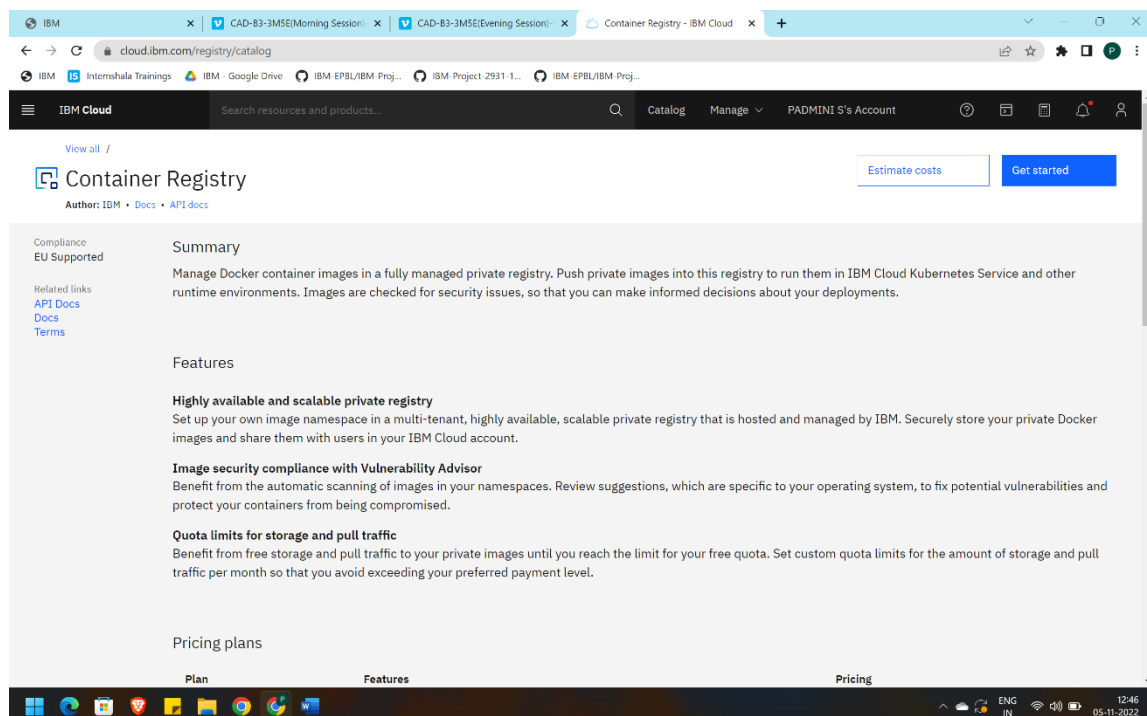 IBM
CAD-B3-3M5E(Morning Session)
CAD-B3-3M5E(Evening Session)-
Container Registry - IBM Cloud
cloud.ibm.com/registry/catalog
P
IBM
IS Internshala Trainings
IBM - Google Drive
IBM-EPBL/IBM-Proj...
IBM-Project-2931-1...
IBM-EPBL/IBM-Proj...
IBM Cloud
Search resources and products...
Catalog
Manage
PADMINI S's Account
View all /
Container Registry
Estimate costs
Get started
Author: IBM • Docs • API docs
Compliance
EU Supported
Related links
API Docs
Docs
Terms
Summary
Manage Docker container images in a fully managed private registry. Push private images into this registry to run them in IBM Cloud Kubernetes Service and other
runtime environments. Images are checked for security issues, so that you can make informed decisions about your deployments.
Features
Highly available and scalable private registry
Set up your own image namespace in a multi-tenant, highly available, scalable private registry that is hosted and managed by IBM. Securely store your private Docker
images and share them with users in your IBM Cloud account.
Image security compliance with Vulnerability Advisor
Benefit from the automatic scanning of images in your namespaces. Review suggestions, which are specific to your operating system, to fix potential vulnerabilities and
protect your containers from being compromised.
Quota limits for storage and pull traffic
Benefit from free storage and pull traffic to your private images until you reach the limit for your free quota. Set custom quota limits for the amount of storage and pull
traffic per month so that you avoid exceeding your preferred payment level.
Pricing plans
Plan
Features
Pricing
ENG
IN
12:46
05-11-2022